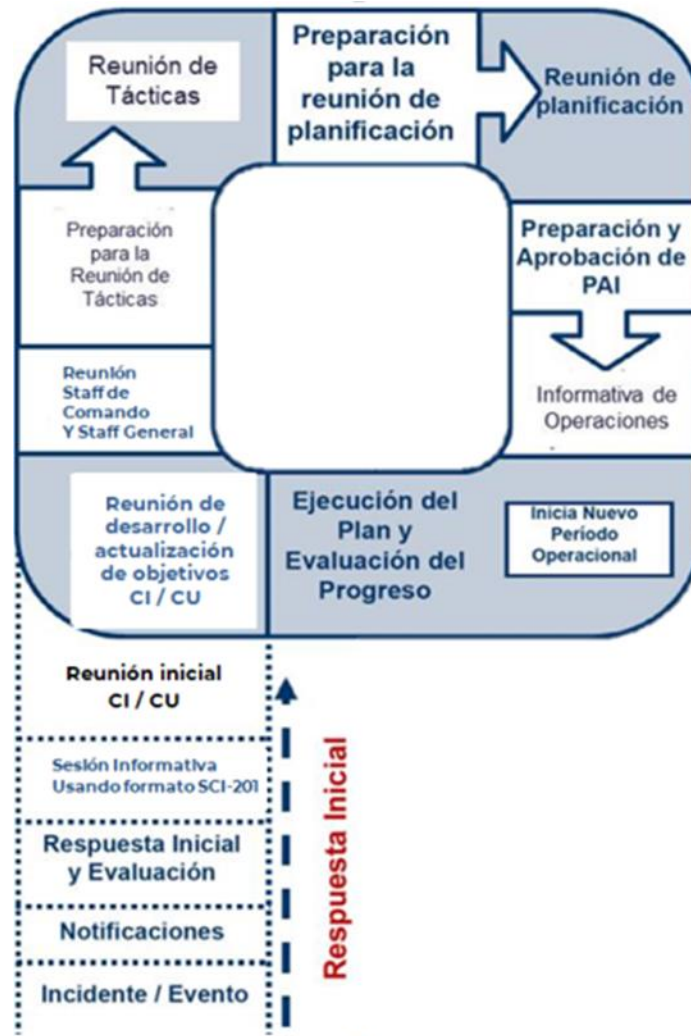 Reunión de
Tácticas
Preparación
para la
reunión de
planificación
Reunión de
planificación
Preparación
para la
Reunión de
Tácticas
Preparación y
Aprobación de
PAI
Reunión
Staff de
Comando
Y Staff General
Informativa de
Operaciones
Reunión de
desarrollo /
actualización
de objetivos
CI / CU
Ejecución del
Plan y
Evaluación del
Progreso
Inicia Nuevo
Período
Operacional
Reunión inicial
CI / CU
Sesión Informativa
Usando formato SCI-201
Respuesta Inicial
y Evaluación
Notificaciones
Incidente / Evento
Respuesta Inicial